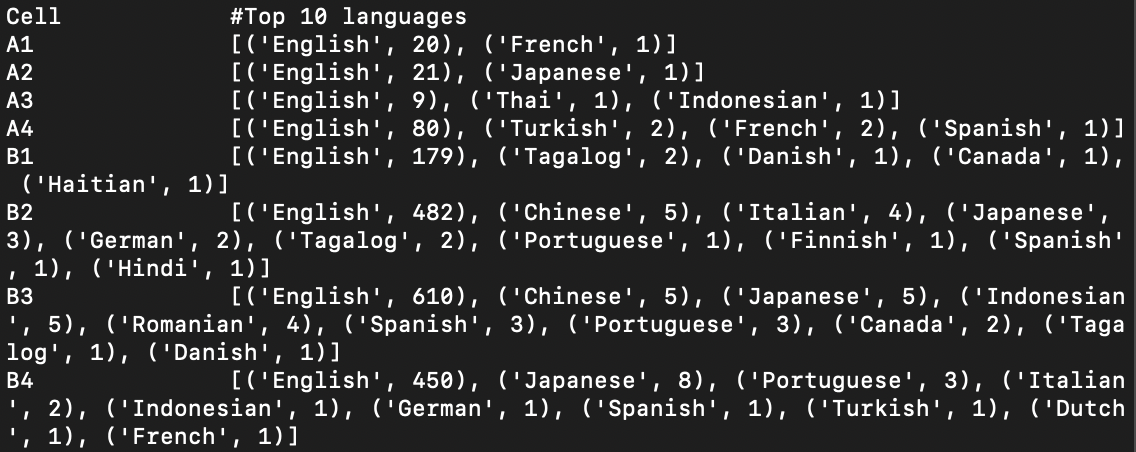 Cell #Top 10 languages
A1 [('English', 20), ('French', 1)]
A2 [('English', 21), ('Japanese', 1)]
A3 [('English', 9), ('Thai', 1), ('Indonesian', 1)]
A4 [('English', 80), ('Turkish', 2), ('French', 2), ('Spanish', 1)]
B1 [('English', 179), ('Tagalog', 2), ('Danish', 1), ('Canada', 1),
('Haitian', 1)]
B2 [('English', 482), ('Chinese', 5), ('Italian', 4), ('Japanese',
3), ('German', 2), ('Tagalog', 2), ('Portuguese', 1), ('Finnish', 1), ('Spanish'
, 1), ('Hindi', 1)]
B3 [('English', 610), ('Chinese', 5), ('Japanese', 5), ('Indonesian
', 5), ('Romanian', 4), ('Spanish', 3), ('Portuguese', 3), ('Canada', 2), ('Taga
log', 1), ('Danish', 1)]
B4 [('English', 450), ('Japanese', 8), ('Portuguese', 3), ('Italian
', 2), ('Indonesian', 1), ('German', 1), ('Spanish', 1), ('Turkish', 1), ('Dutch
', 1), ('French', 1)]